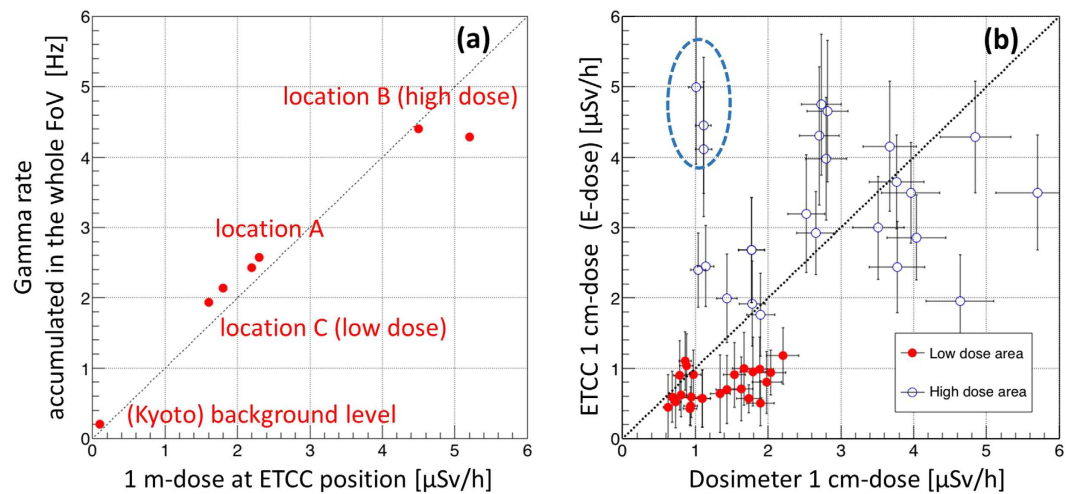 (a)
Gamma rate
accumulated in the whole FoV [Hz]
6
5
4
3
2
1
0
location B (high dose)
location A
location C (low dose)
(Kyoto) background level
0 1 2 3 4 5 6
1 m-dose at ETCC position [μSv/h]
(b)
ETCC 1 cm-dose (E-dose) [μSv/h]
6
5
4
3
2
1
0
Low dose area
High dose area
0 1 2 3 4 5 6
Dosimeter 1 cm-dose [μSv/h]